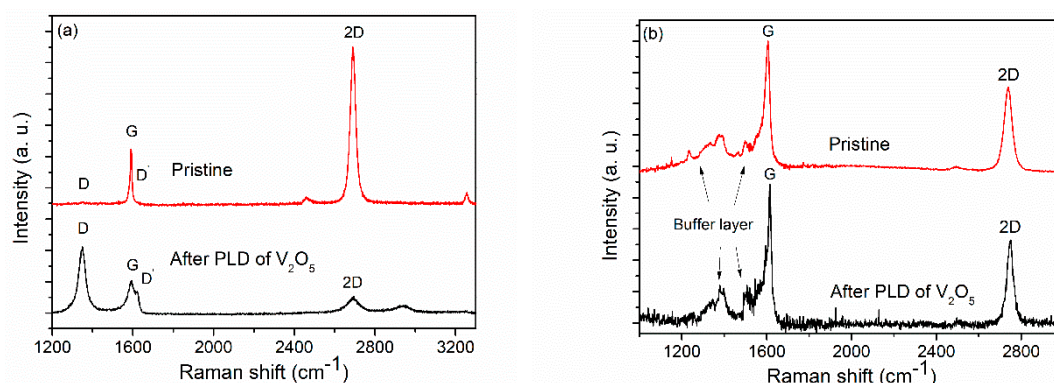 (a)
2D
G
D
D'
Pristine
D
G
D'
After PLD of V₂O₅
2D
Intensity (a. u.)
1200 1600 2000 2400 2800 3200
Raman shift (cm⁻¹)
(b)
G
2D
Pristine
Buffer layer
G
2D
After PLD of V₂O₅
Intensity (a. u.)
1200 1600 2000 2400 2800
Raman shift (cm⁻¹)